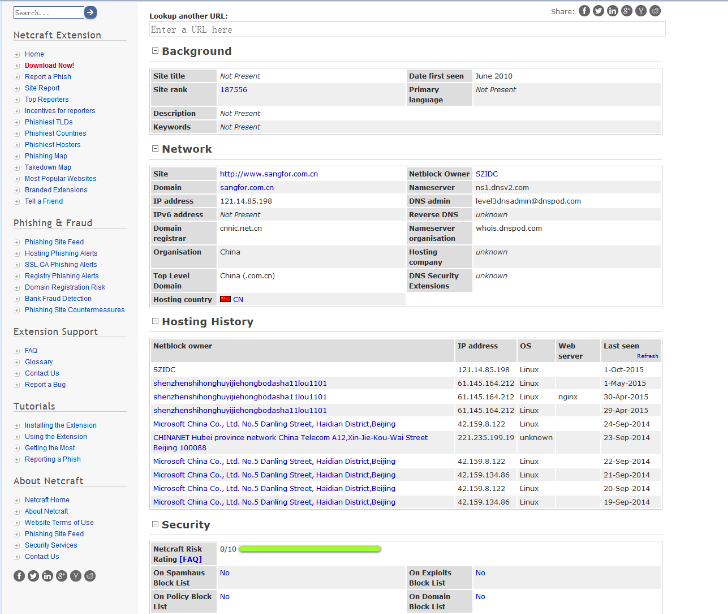 Search...
Netcraft Extension
Home
Download Now!
Report a Phish
Site Report
Top Reporters
Incentives for reporters
Phishiest TLDs
Phishiest Countries
Phishiest Hosters
Phishing Map
Takedown Map
Most Popular Websites
Branded Extensions
Tell a Friend
Phishing & Fraud
Phishing Site Feed
Hosting Phishing Alerts
SSL CA Phishing Alerts
Registry Phishing Alerts
Domain Registration Risk
Bank Fraud Detection
Phishing Site Countermeasures
Extension Support
FAQ
Glossary
Contact Us
Report a Bug
Tutorials
Installing the Extension
Using the Extension
Getting the Most
Reporting a Phish
About Netcraft
Netcraft Home
About Netcraft
Website Terms of Use
Phishing Site Feed
Security Services
Contact Us
Share:
Lookup another URL:
Enter a URL here
Background
Site title Not Present Date first seen June 2010
Site rank 187556 Primary language Not Present
Description Not Present
Keywords Not Present
Network
Site http://www.sangfor.com.cn Netblock Owner SZIDC
Domain sangfor.com.cn Nameserver ns1.dnsv2.com
IP address 121.14.85.198 DNS admin level3dnsadmin@dnspod.com
IPv6 address Not Present Reverse DNS unknown
Domain registrar cnnic.net.cn Nameserver organisation whois.dnspod.com
Organisation China Hosting company unknown
Top Level Domain China (.com.cn) DNS Security Extensions unknown
Hosting country CN
Hosting History
Netblock owner IP address OS Web server Last seen Refresh
SZIDC 121.14.85.198 Linux 1-Oct-2015
shenzhenshihonghuyijiehongbodasha11lou1101 61.145.164.212 Linux 1-May-2015
shenzhenshihonghuyijiehongbodasha11lou1101 61.145.164.212 Linux nginx 30-Apr-2015
shenzhenshihonghuyijiehongbodasha11lou1101 61.145.164.212 Linux 29-Apr-2015
Microsoft China Co., Ltd. No.5 Danling Street, Haidian District,Beijing 42.159.8.122 Linux 24-Sep-2014
CHINANET Hubei province network China Telecom A12,Xin-Jie-Kou-Wai Street Beijing 100088 221.235.199.19 unknown 23-Sep-2014
Microsoft China Co., Ltd. No.5 Danling Street, Haidian District,Beijing 42.159.8.122 Linux 22-Sep-2014
Microsoft China Co., Ltd. No.5 Danling Street, Haidian District,Beijing 42.159.134.86 Linux 21-Sep-2014
Microsoft China Co., Ltd. No.5 Danling Street, Haidian District,Beijing 42.159.8.122 Linux 20-Sep-2014
Microsoft China Co., Ltd. No.5 Danling Street, Haidian District,Beijing 42.159.134.86 Linux 19-Sep-2014
Security
Netcraft Risk Rating [FAQ] 0/10
On Spamhaus Block List No On Exploits Block List No
On Policy Block List No On Domain Block List No